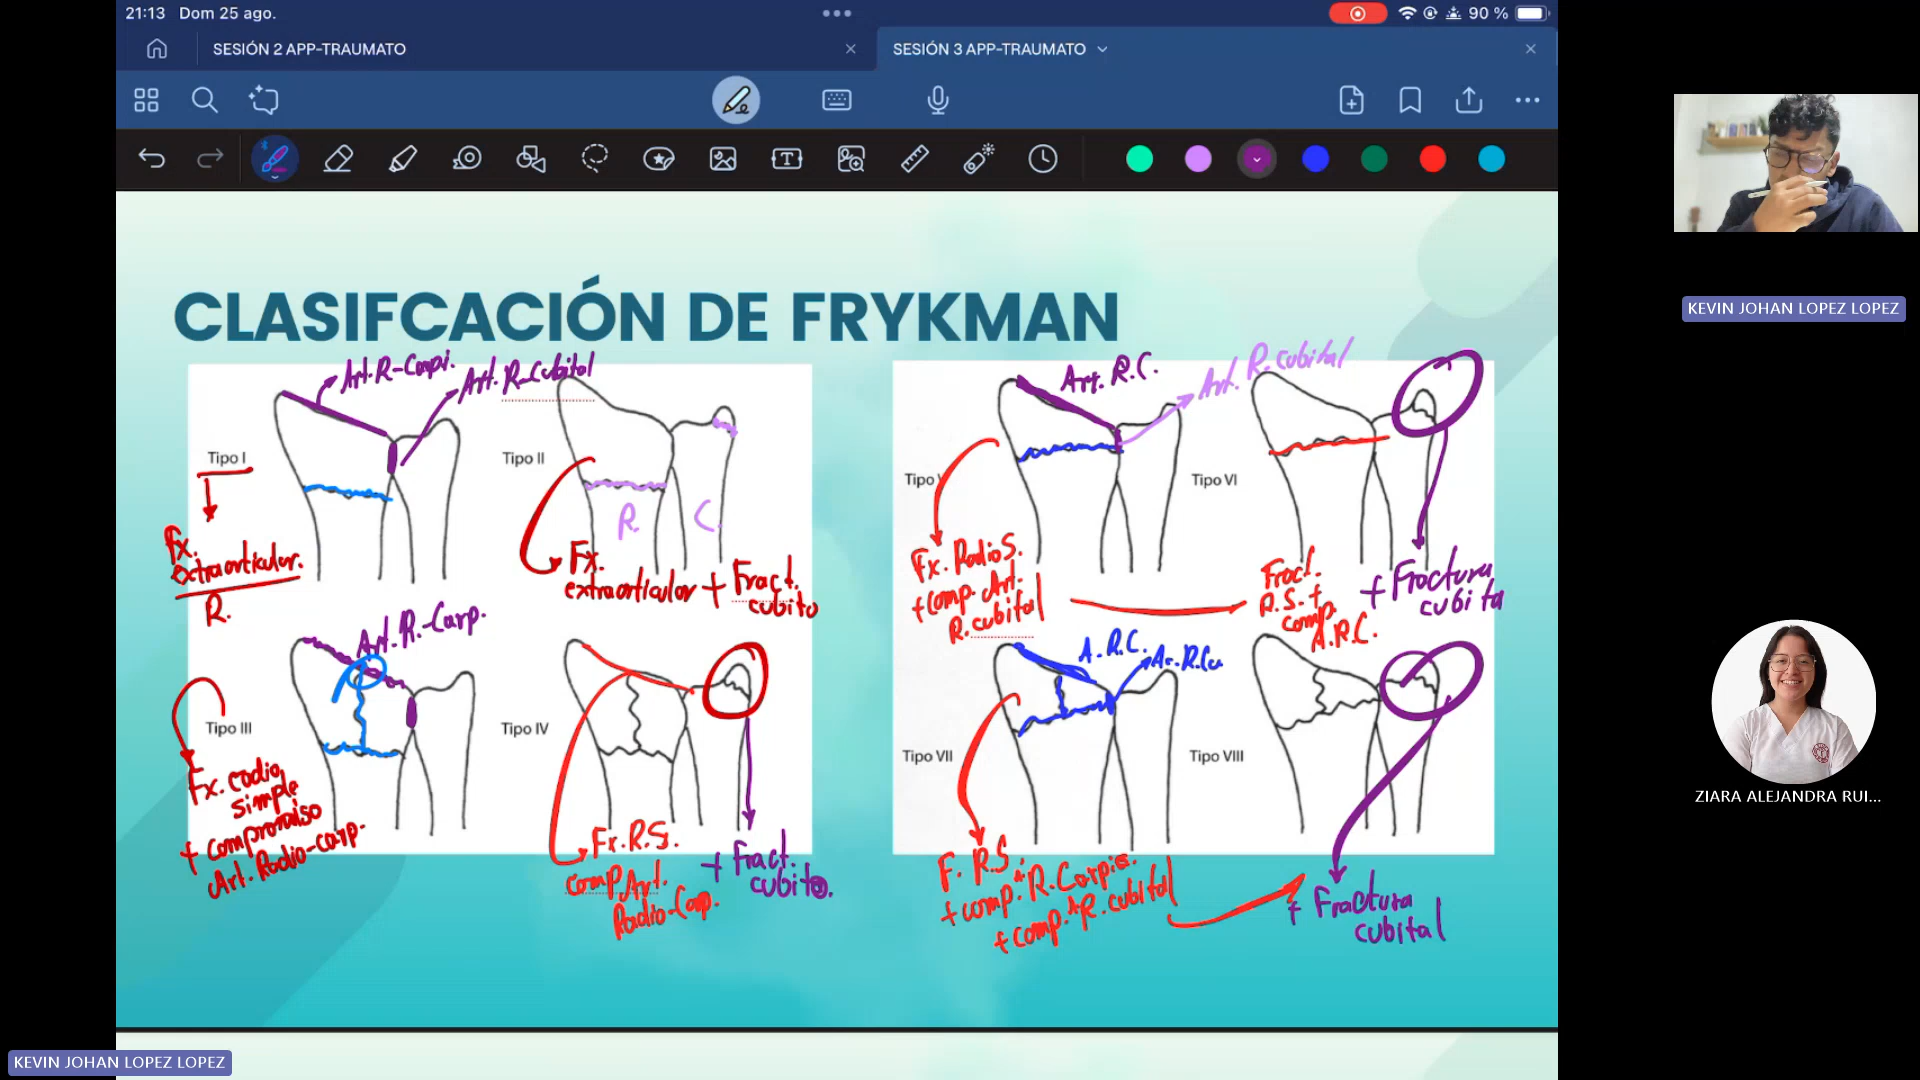 21:13 Dom 25 ago.
90 %
SESIÓN 2 APP-TRAUMATO
SESIÓN 3 APP-TRAUMATO
CLASIFCACIÓN DE FRYKMAN
Art. R-Carpi.
Art. R-Cubital
Tipo I
Fx.
extraarticular.
R.
Tipo II
R. C
Fx.
extraarticular + Fract.
cubito
Art. R.C.
Art. R. cubital
Tipo V
Fx. Radio S.
+ comp. Art.
R. cubital
Tipo VI
Fract.
R.S. +
comp.
A.R.C.
+ Fractura
cubita
Art. R.-Carp.
Tipo III
Fx. radio
simple
+ compromiso
Art. Radio-carp.
Tipo IV
Fx. R.S.
comp Art.
Radio-Carp.
+ Fract.
cubito.
A. R.C.
Ar. R.Cu
Tipo VII
F. R.S.
+ comp. A R. Carpia.
+ comp. A R. cubital
Tipo VIII
+ Fractura
cubital
KEVIN JOHAN LOPEZ LOPEZ
ZIARA ALEJANDRA RUI...
KEVIN JOHAN LOPEZ LOPEZ